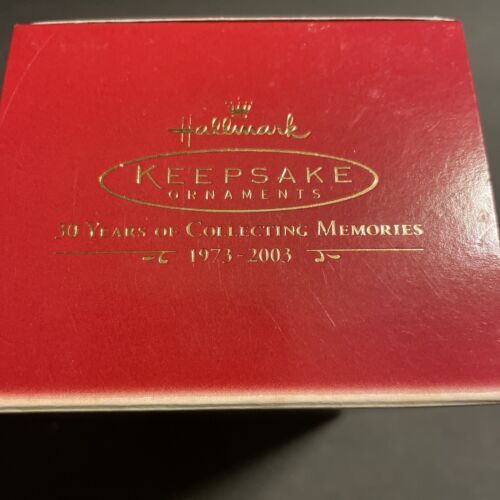 Hallmark
KEEPSAKE
ORNAMENTS
30 YEARS OF COLLECTING MEMORIES
1973-2003